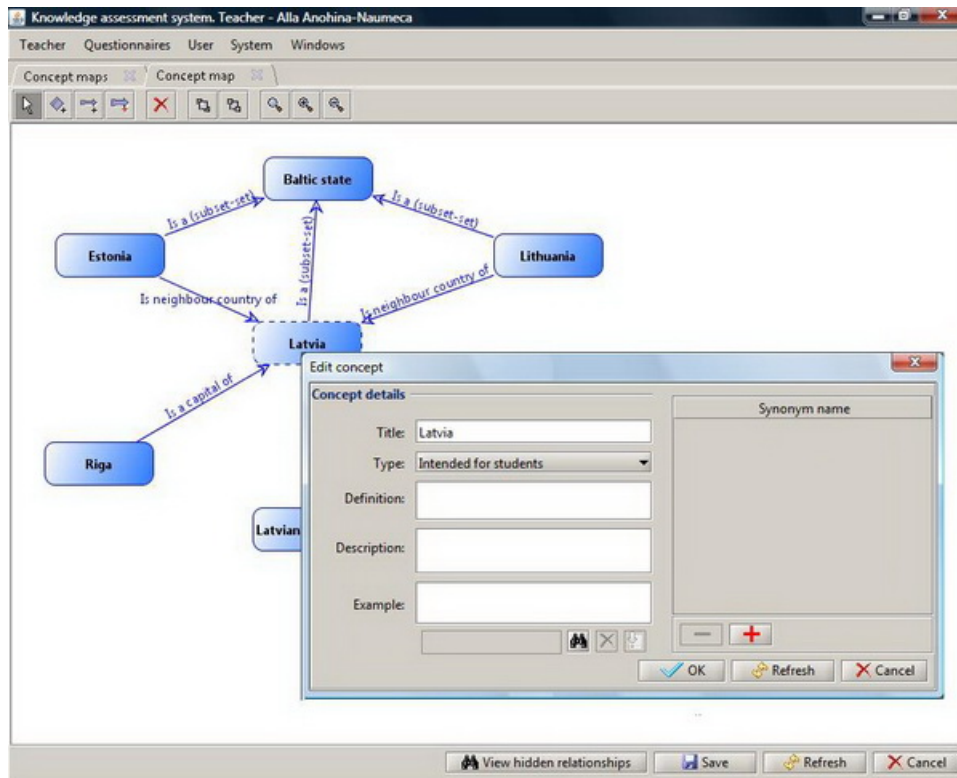 Knowledge assessment system. Teacher - Alla Anohina-Naumeca
Teacher Questionnaires User System Windows
Concept maps Concept map
Baltic state
Is a (subset-set)
Is a (subset-set)
Is a (subset-set)
Estonia
Lithuania
Is neighbour country of
Is neighbour country of
Latvia
Is a capital of
Riga
Latvian
Edit concept
Concept details
Title: Latvia
Type: Intended for students
Definition:
Description:
Example:
Synonym name
OK Refresh Cancel
View hidden relationships Save Refresh Cancel